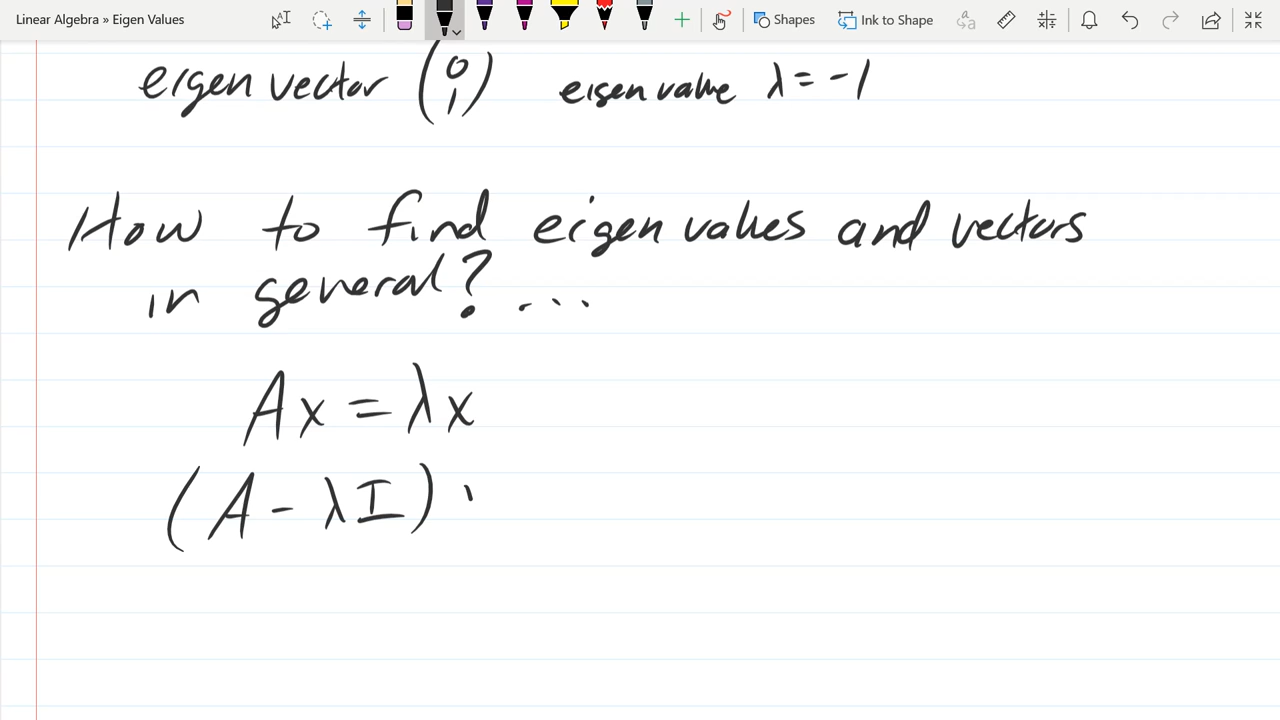 Linear Algebra » Eigen Values
Shapes
Ink to Shape
eigen vector (0 1) eigen value λ = -1
How to find eigen values and vectors
in general? ...
Ax = λx
(A - λI)